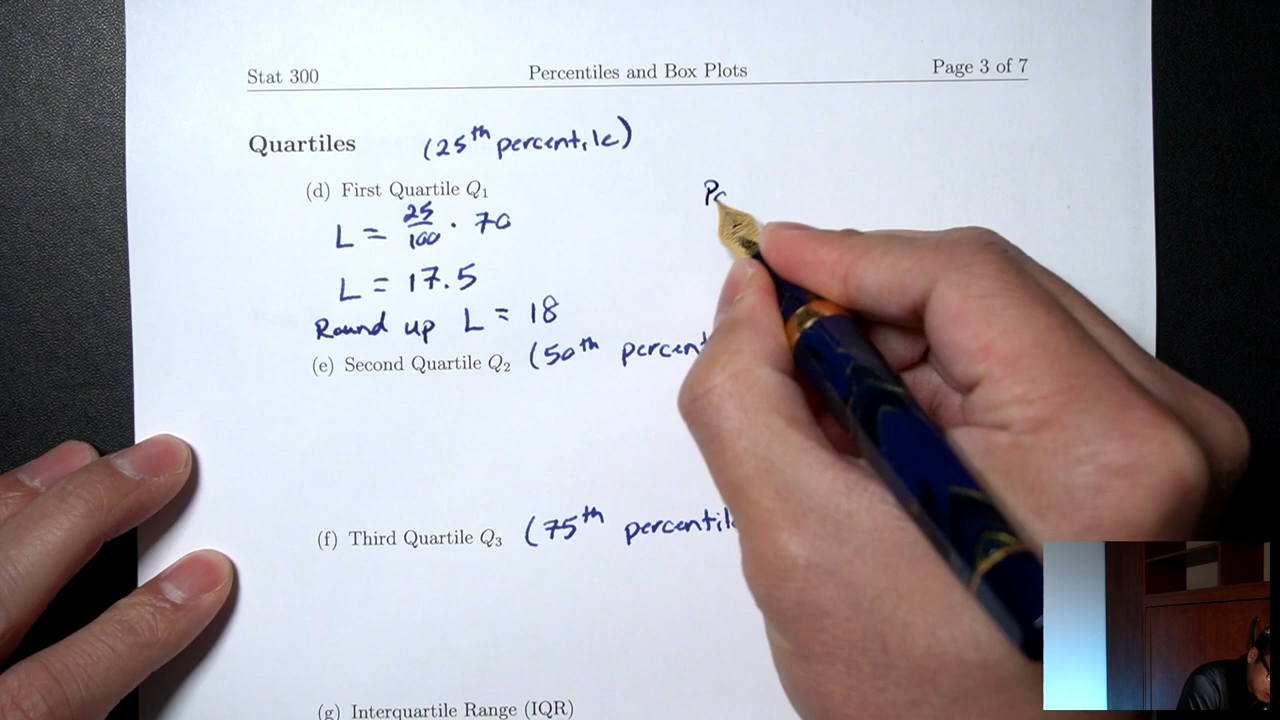 Stat 300 Percentiles and Box Plots Page 3 of 7
Quartiles (25th percentile)
(d) First Quartile Q1
L = 25/100 · 70
L = 17.5
Round up L = 18
(e) Second Quartile Q2 (50th
(f) Third Quartile Q3 (75th
(g) Interquartile Range (IQR)